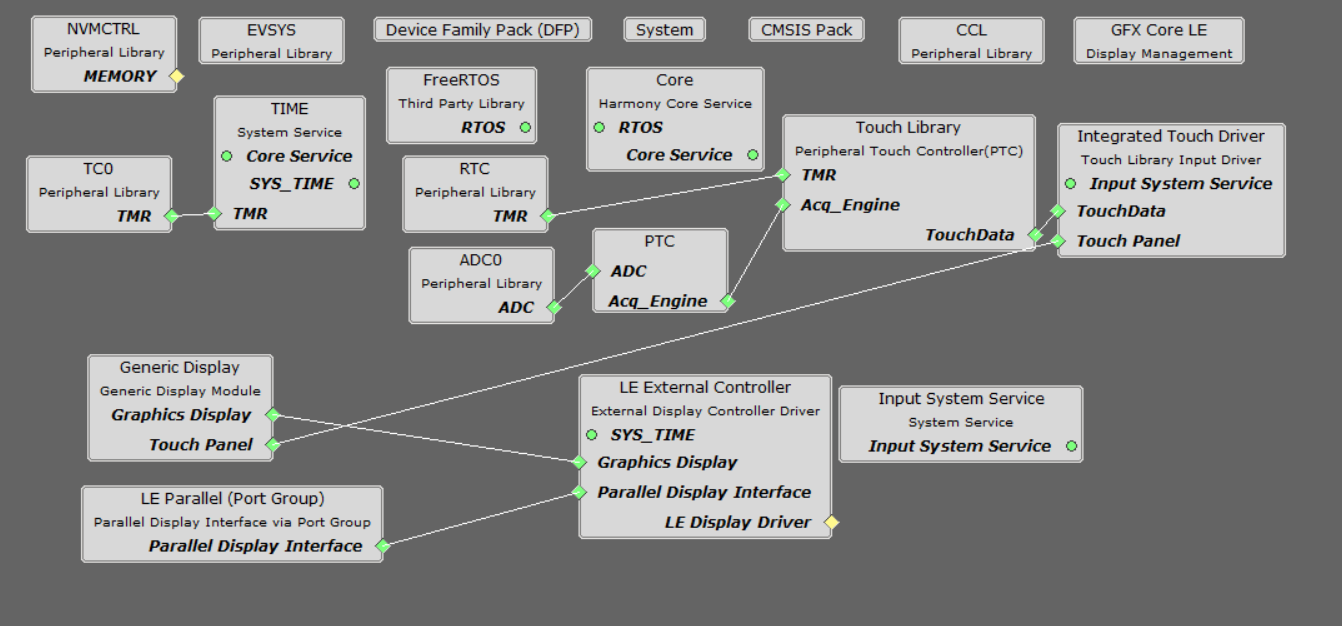 NVMCTRL
Peripheral Library
MEMORY
EVSYS
Peripheral Library
Device Family Pack (DFP)
System
CMSIS Pack
CCL
Peripheral Library
GFX Core LE
Display Management
FreeRTOS
Third Party Library
RTOS
Core
Harmony Core Service
RTOS
Core Service
TIME
System Service
Core Service
SYS_TIME
TMR
Touch Library
Peripheral Touch Controller(PTC)
TMR
Acq_Engine
TouchData
Integrated Touch Driver
Touch Library Input Driver
Input System Service
TouchData
Touch Panel
TC0
Peripheral Library
TMR
RTC
Peripheral Library
TMR
ADC0
Peripheral Library
ADC
PTC
ADC
Acq_Engine
Generic Display
Generic Display Module
Graphics Display
Touch Panel
LE External Controller
External Display Controller Driver
SYS_TIME
Graphics Display
Parallel Display Interface
LE Display Driver
Input System Service
System Service
Input System Service
LE Parallel (Port Group)
Parallel Display Interface via Port Group
Parallel Display Interface